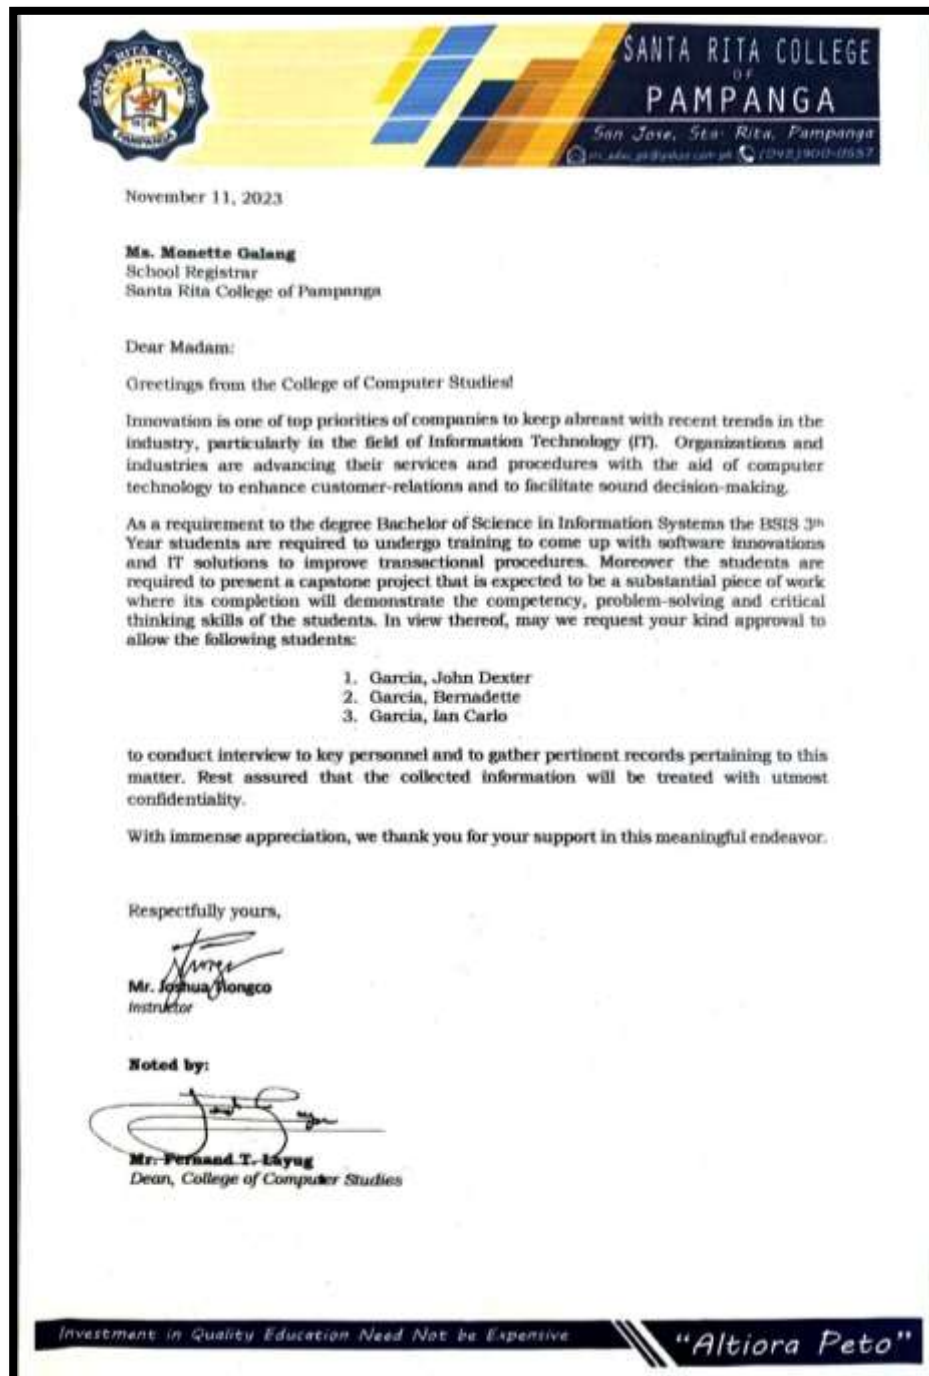 SANTA RITA COLLEGE
PAMPANGA
SANTA RITA COLLEGE
OF
PAMPANGA
San Jose, Sta. Rita, Pampanga
November 11, 2023
Ms. Monette Galang
School Registrar
Santa Rita College of Pampanga
Dear Madam:
Greetings from the College of Computer Studies!
Innovation is one of top priorities of companies to keep abreast with recent trends in the
industry, particularly in the field of Information Technology (IT). Organizations and
industries are advancing their services and procedures with the aid of computer
technology to enhance customer-relations and to facilitate sound decision-making.
As a requirement to the degree Bachelor of Science in Information Systems the BSIS 3th
Year students are required to undergo training to come up with software innovations
and IT solutions to improve transactional procedures. Moreover the students are
required to present a capstone project that is expected to be a substantial piece of work
where its completion will demonstrate the competency, problem-solving and critical
thinking skills of the students. In view thereof, may we request your kind approval to
allow the following students:
1. Garcia, John Dexter
2. Garcia, Bernadette
3. Garcia, Ian Carlo
to conduct interview to key personnel and to gather pertinent records pertaining to this
matter. Rest assured that the collected information will be treated with utmost
confidentiality.
With immense appreciation, we thank you for your support in this meaningful endeavor.
Respectfully yours,
Mr. Joshua Tiongco
Instructor
Noted by:
Mr. Fernand T. Layug
Dean, College of Computer Studies
Investment in Quality Education Need Not be Expensive
"Altiora Peto"